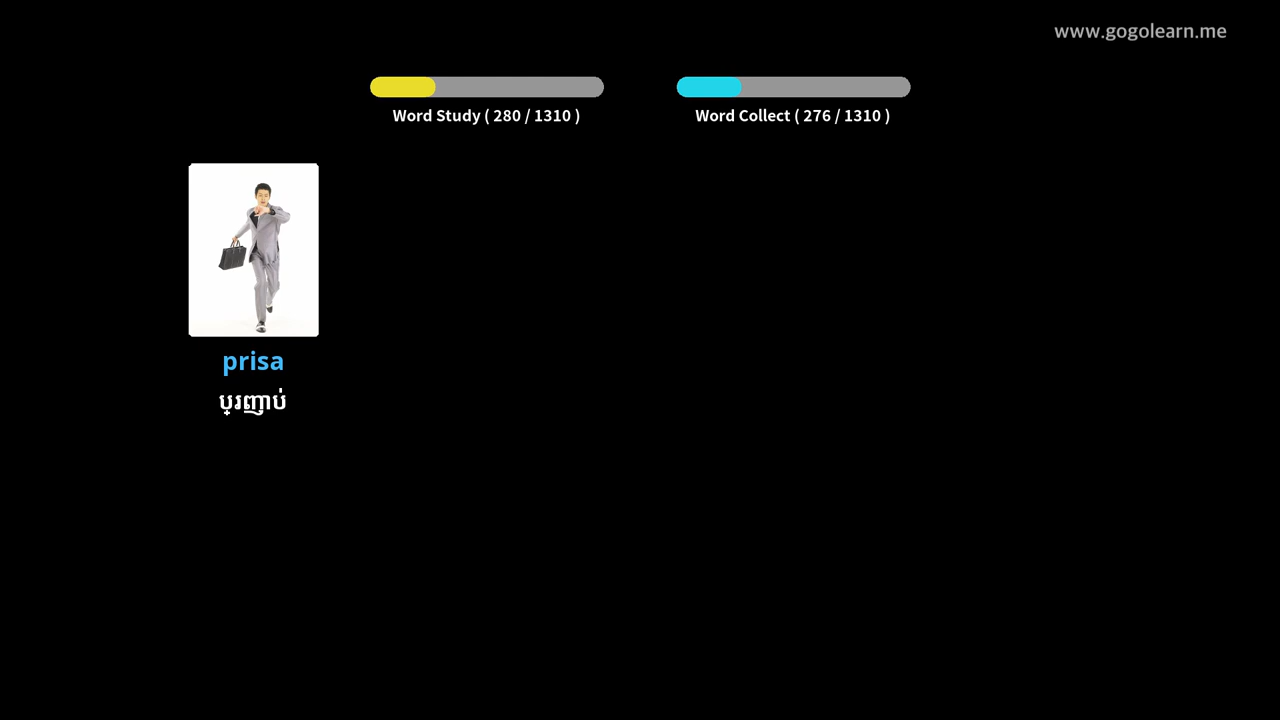 www.gogolearn.me
Word Study ( 280 / 1310 )
Word Collect ( 276 / 1310 )
prisa
ប្រញាប់